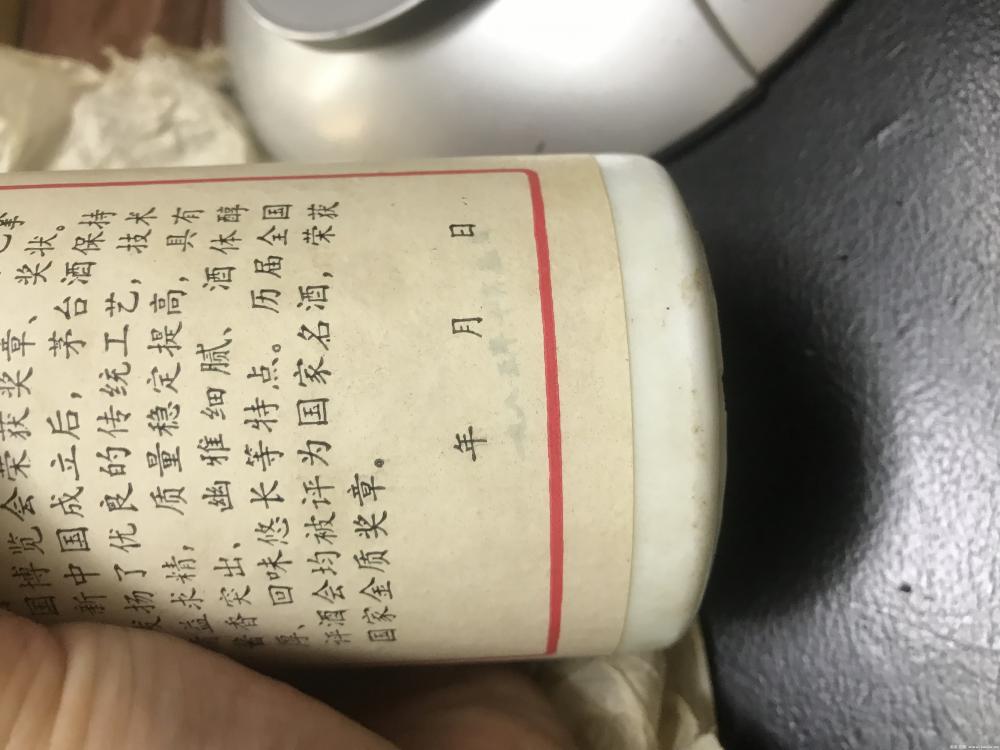 国博览会荣获奖章、奖状。
新中国成立后，茅台酒保持
发扬了优良的传统工艺，技术
益求精，质量稳定提高，具有
酱香突出、幽雅细腻、酒体醇
厚、回味悠长等特点。历届全国
评酒会均被评为国家名酒，荣获
国家金质奖章。
年 月 日